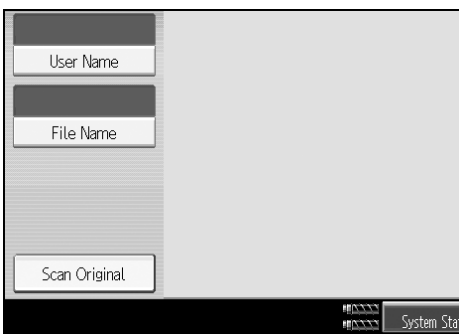 User Name
File Name
Scan Original
System Sta